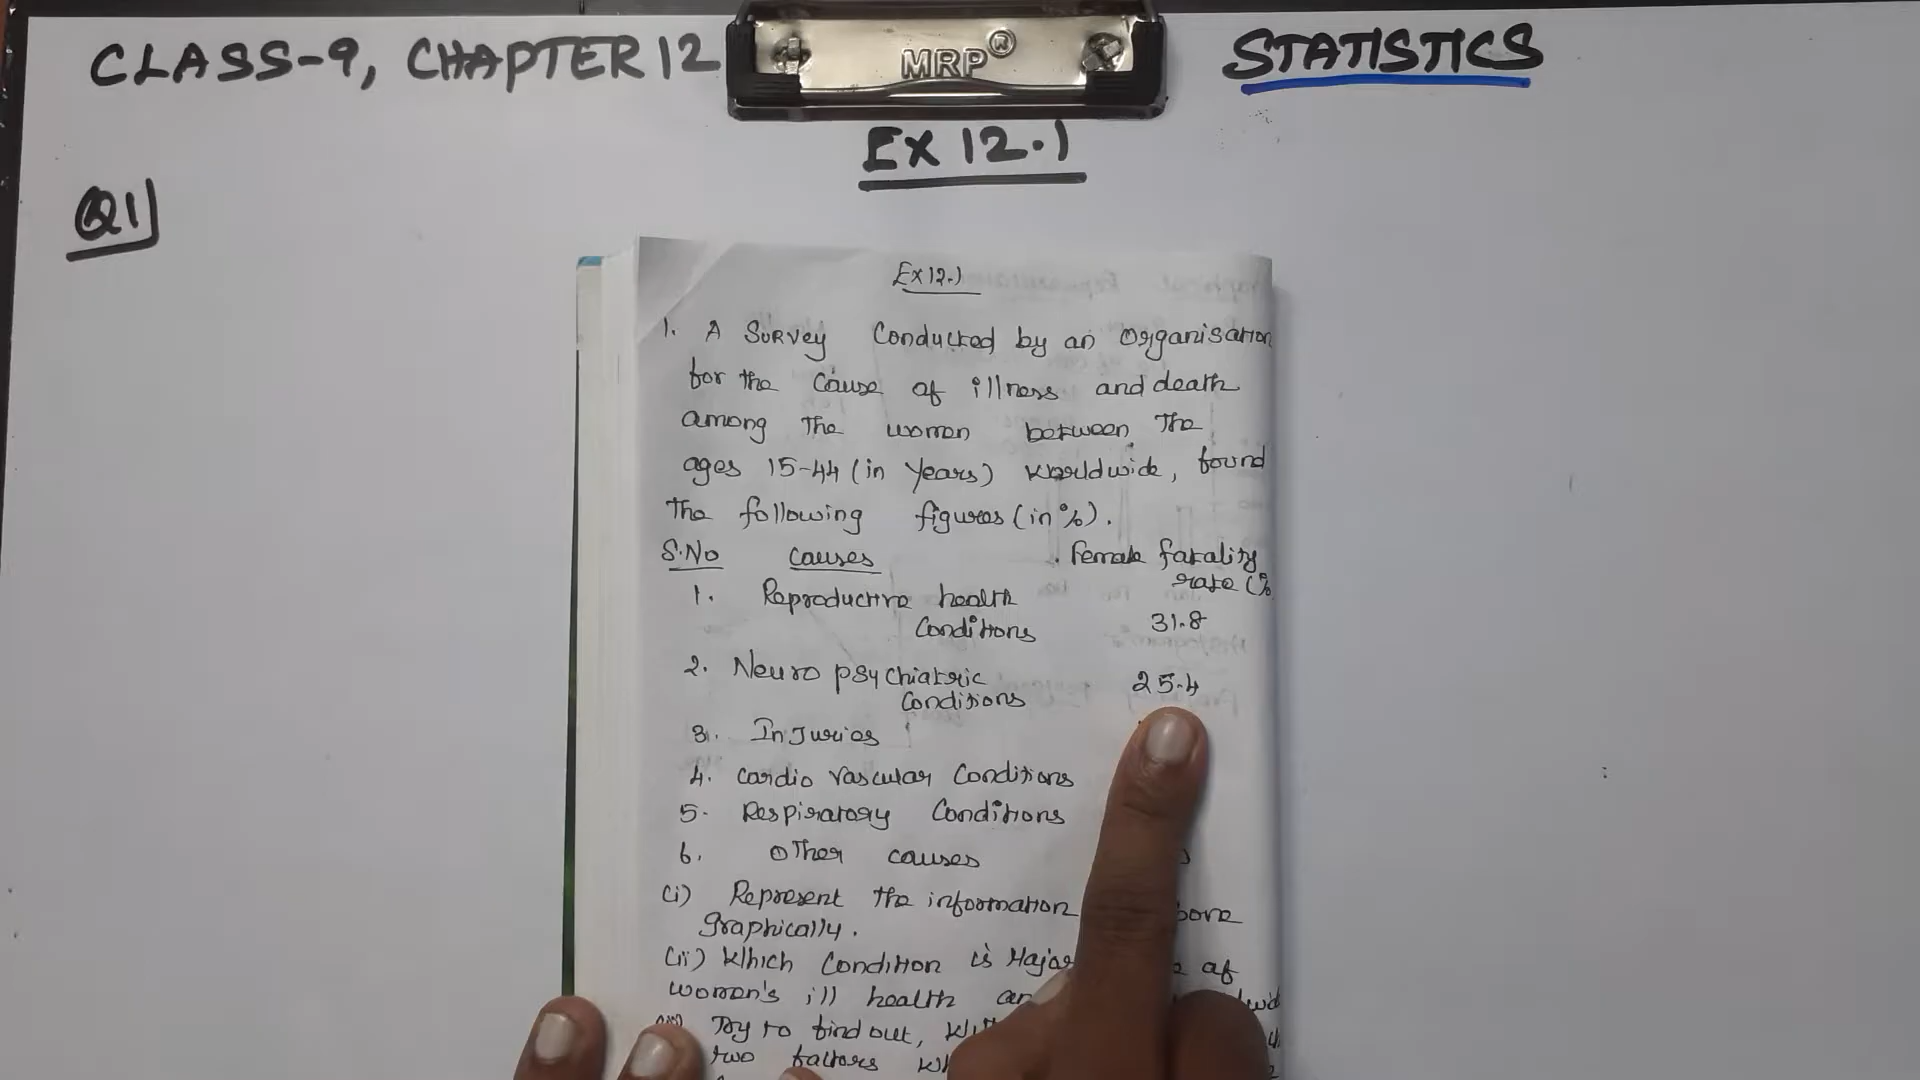 CLASS-9, CHAPTER 12
MRP®
STATISTICS
EX 12.1
Q1
Ex 12.1
1. A Survey Conducted by an Organisation
for the cause of illness and death
among the women between the
ages 15-44 (in years) worldwide, found
the following figures (in %).
S.No causes Female fatality
rate (%
1. Reproductive health
Conditions 31.8
2. Neuro psychiatric 25.4
Conditions
3. Injuries
4. Cardio vascular Conditions
5. Respiratory Conditions
6. Other causes
(i) Represent the information
graphically.
(ii) Which Condition is Major of
women's ill health
Try to find out,
two factors